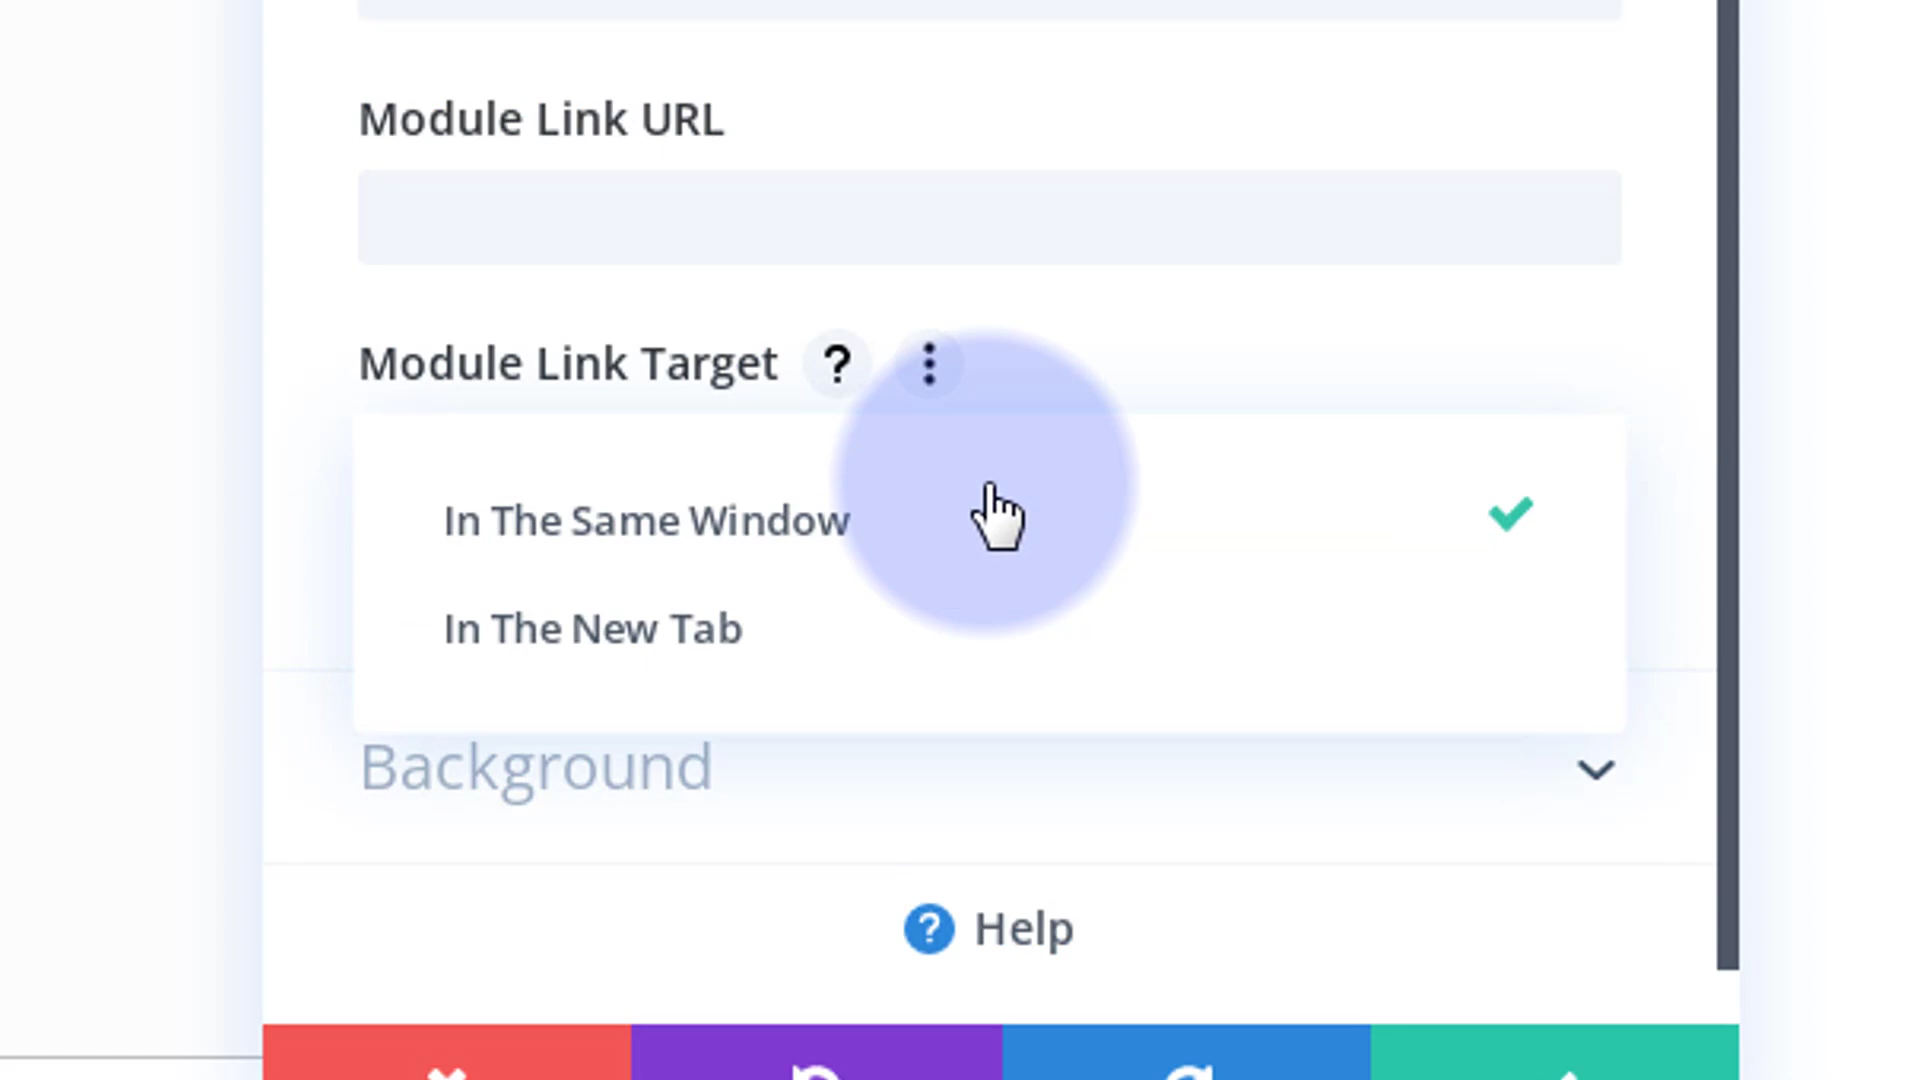 Module Link URL
Module Link Target ?
In The Same Window
In The New Tab
Background
? Help